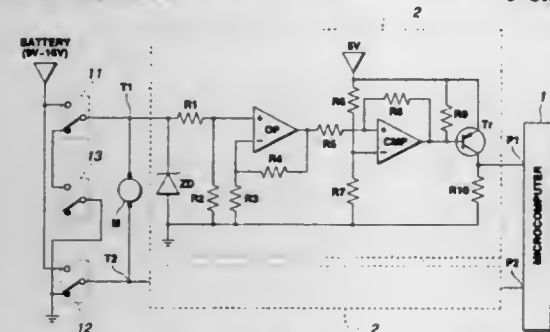 2
BATTERY
(9V-16V)
5V
11
T1
R1
OP
R6
R8
R9
Tr
1
R5
CMP
P1
13
ZD
R4
M
R2
R3
R7
R10
MICROCOMPUTER
T2
P2
12
2